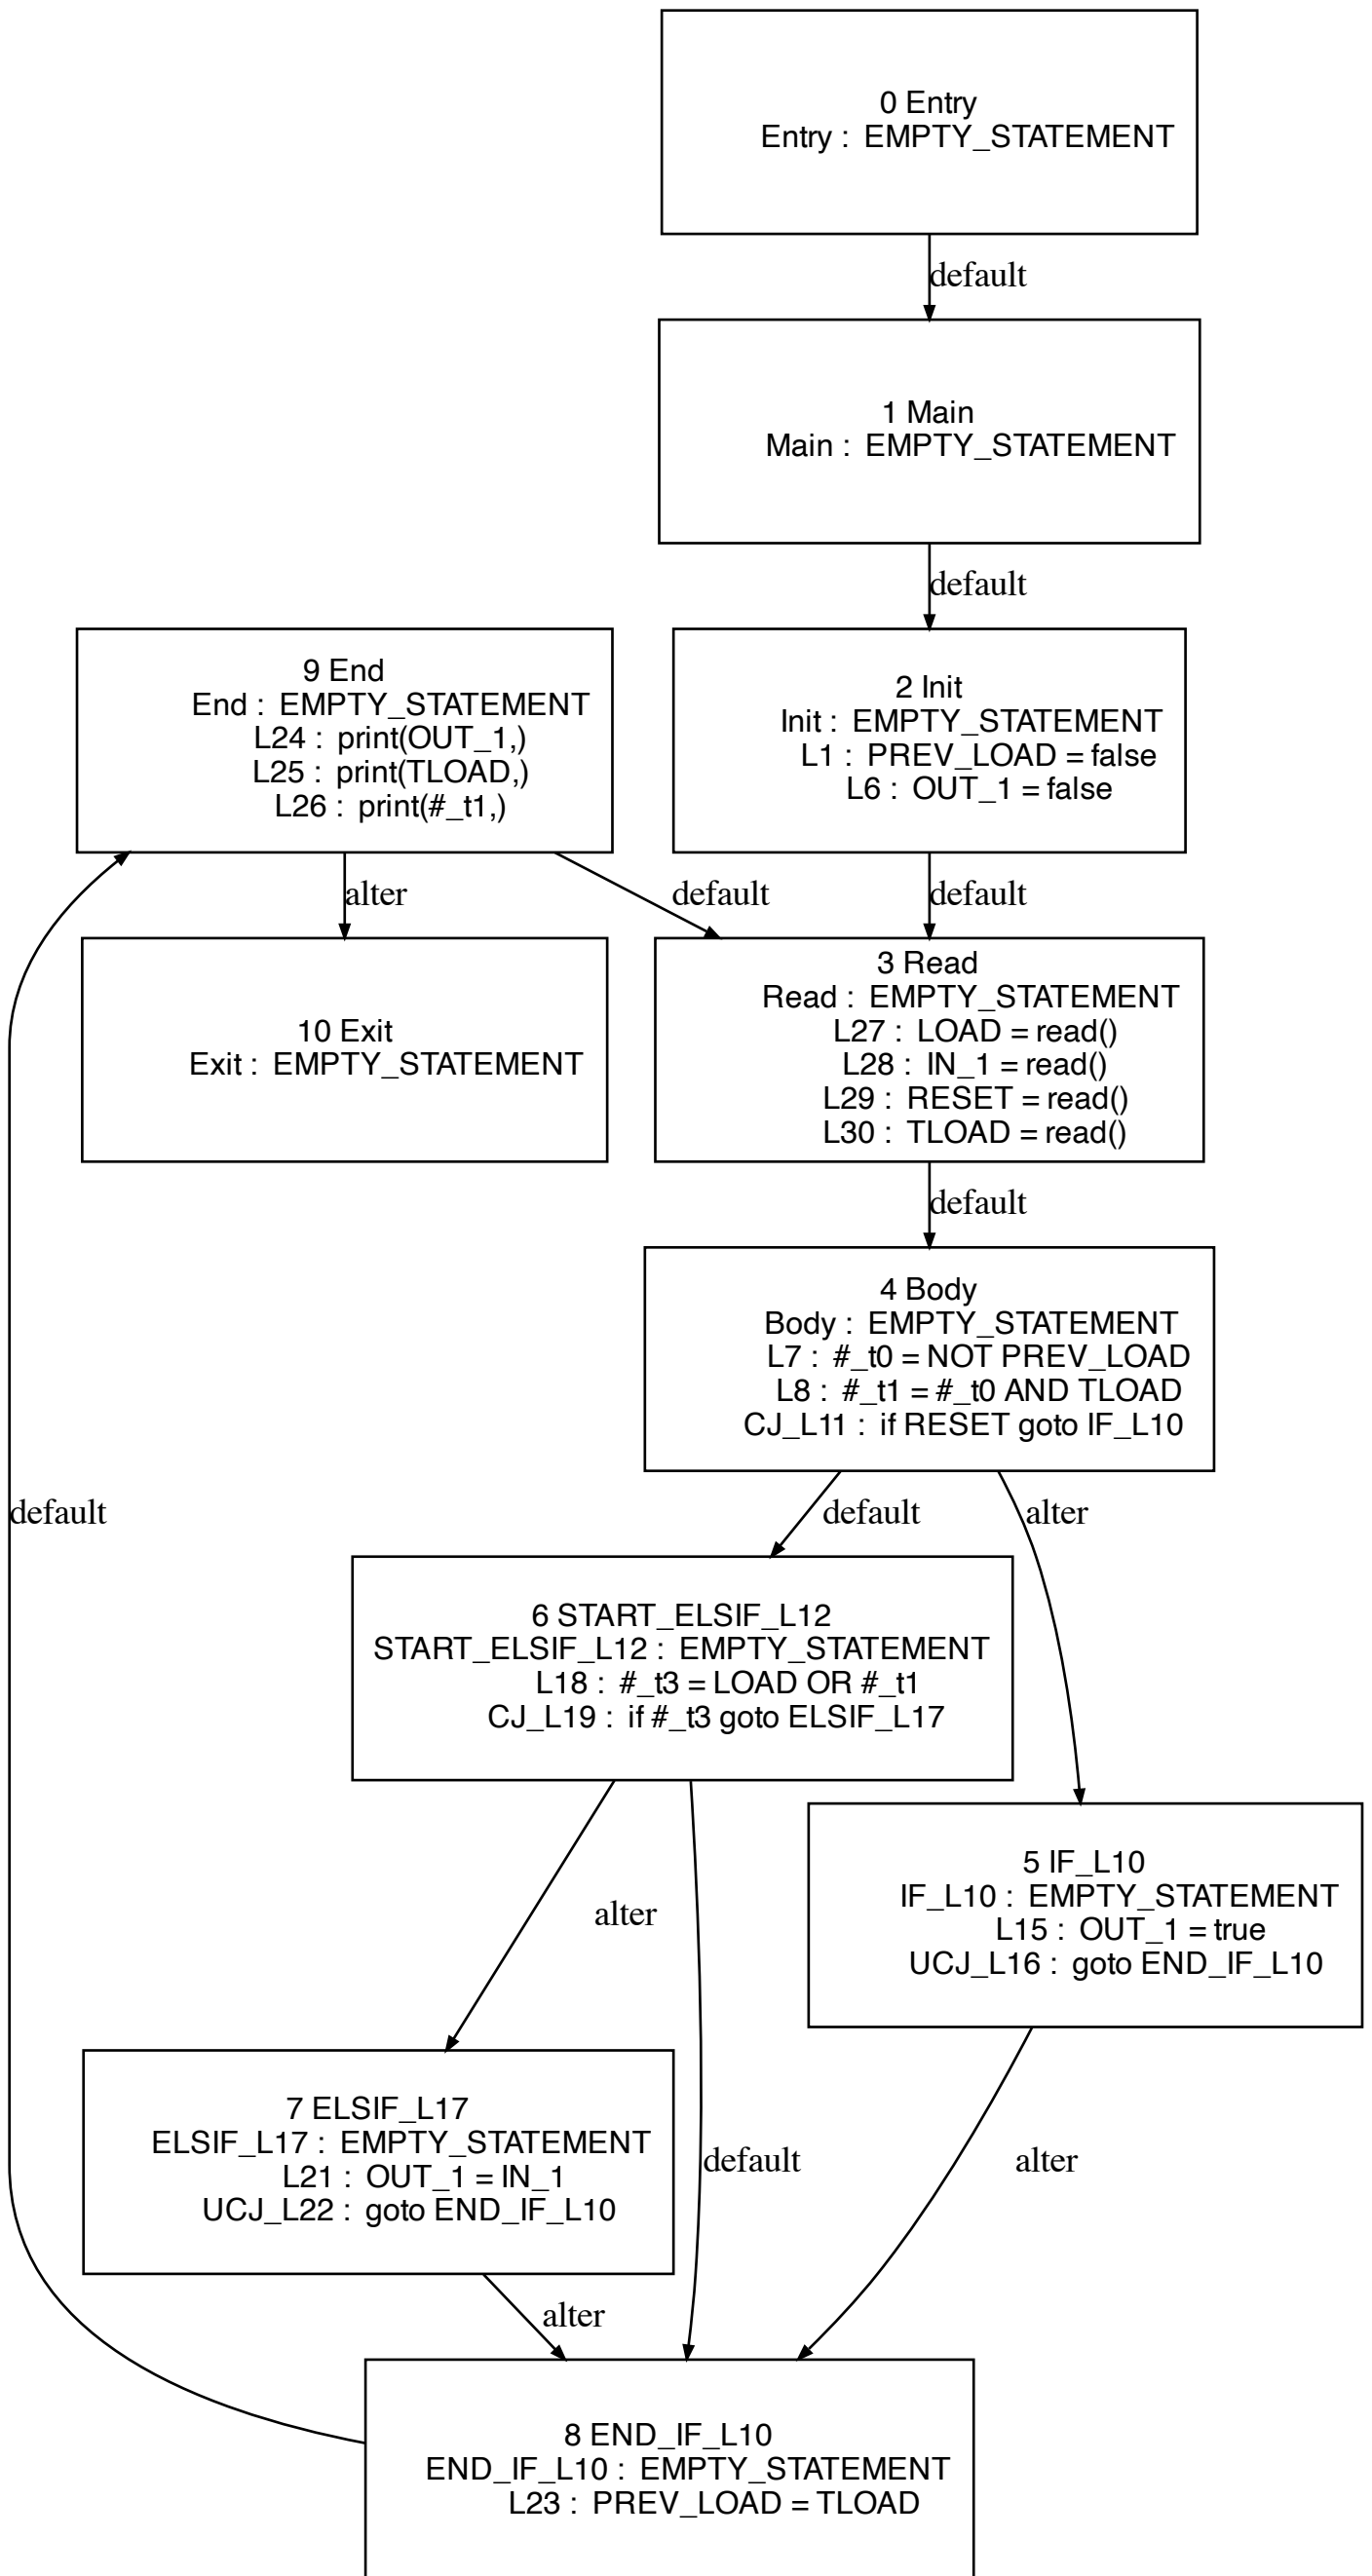 0 Entry
Entry : EMPTY_STATEMENT
default
1 Main
Main : EMPTY_STATEMENT
default
9 End
End : EMPTY_STATEMENT
L24 : print(OUT_1,)
L25 : print(TLOAD,)
L26 : print(#_t1,)
2 Init
Init : EMPTY_STATEMENT
L1 : PREV_LOAD = false
L6 : OUT_1 = false
alter
default
default
10 Exit
Exit : EMPTY_STATEMENT
3 Read
Read : EMPTY_STATEMENT
L27 : LOAD = read()
L28 : IN_1 = read()
L29 : RESET = read()
L30 : TLOAD = read()
default
4 Body
Body : EMPTY_STATEMENT
L7 : #_t0 = NOT PREV_LOAD
L8 : #_t1 = #_t0 AND TLOAD
CJ_L11 : if RESET goto IF_L10
default
default
alter
6 START_ELSIF_L12
START_ELSIF_L12 : EMPTY_STATEMENT
L18 : #_t3 = LOAD OR #_t1
CJ_L19 : if #_t3 goto ELSIF_L17
5 IF_L10
IF_L10 : EMPTY_STATEMENT
L15 : OUT_1 = true
UCJ_L16 : goto END_IF_L10
alter
7 ELSIF_L17
ELSIF_L17 : EMPTY_STATEMENT
L21 : OUT_1 = IN_1
UCJ_L22 : goto END_IF_L10
default
alter
alter
8 END_IF_L10
END_IF_L10 : EMPTY_STATEMENT
L23 : PREV_LOAD = TLOAD